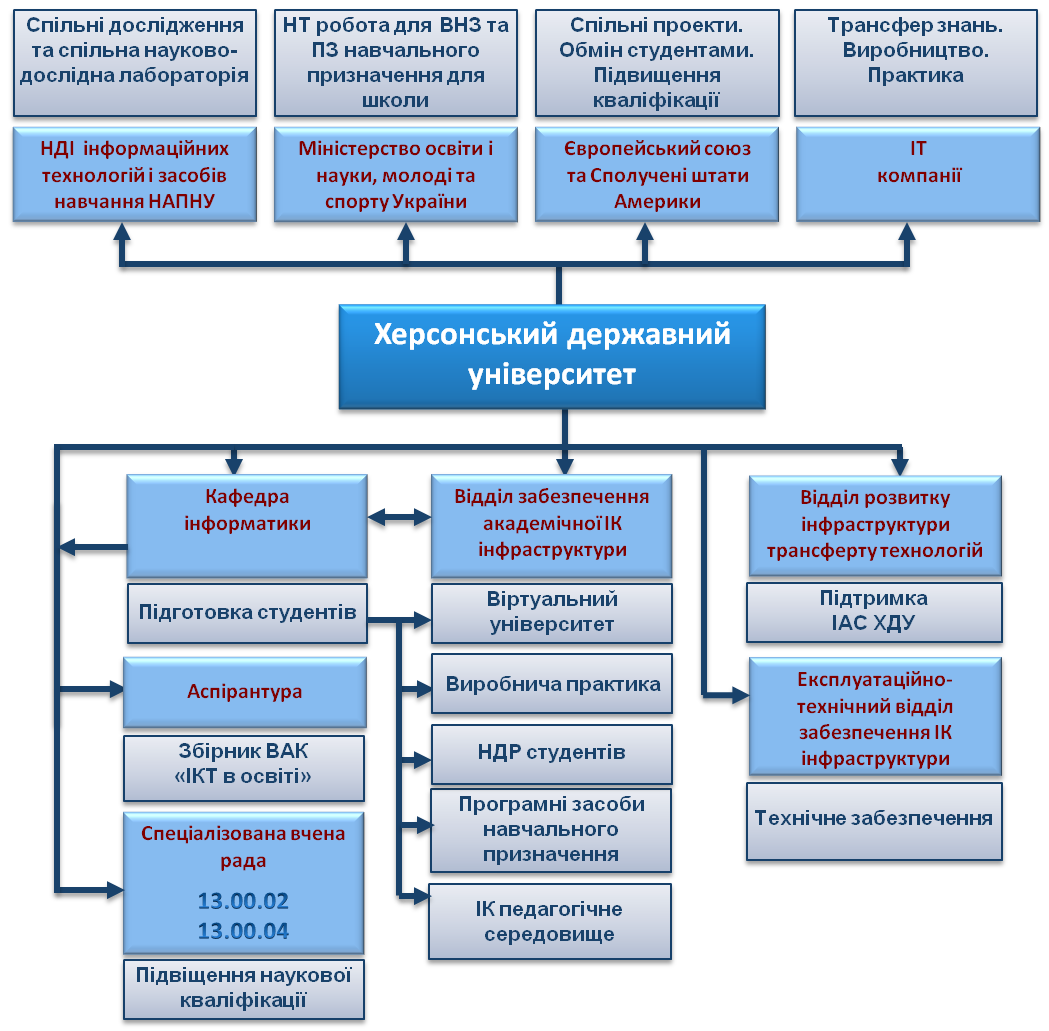 Спільні дослідження
та спільна науково-
дослідна лабораторія
НТ робота для ВНЗ та
ПЗ навчального
призначення для
школи
Спільні проекти.
Обмін студентами.
Підвищення
кваліфікації
Трансфер знань.
Виробництво.
Практика
НДІ інформаційних
технологій і засобів
навчання НАПНУ
Міністерство освіти і
науки, молоді та
спорту України
Європейський союз
та Сполучені штати
Америки
ІТ
компанії
Херсонський державний
університет
Кафедра
інформатики
Відділ забезпечення
академічної ІК
інфраструктури
Відділ розвитку
інфраструктури
трансферту технологій
Підготовка студентів
Віртуальний
університет
Підтримка
ІАС ХДУ
Аспірантура
Виробнича практика
Експлуатаційно-
технічний відділ
забезпечення ІК
інфраструктури
Збірник ВАК
«ІКТ в освіті»
НДР студентів
Спеціалізована вчена
рада
13.00.02
13.00.04
Програмні засоби
навчального
призначення
Технічне забезпечення
ІК педагогічне
середовище
Підвіщення наукової
кваліфікації